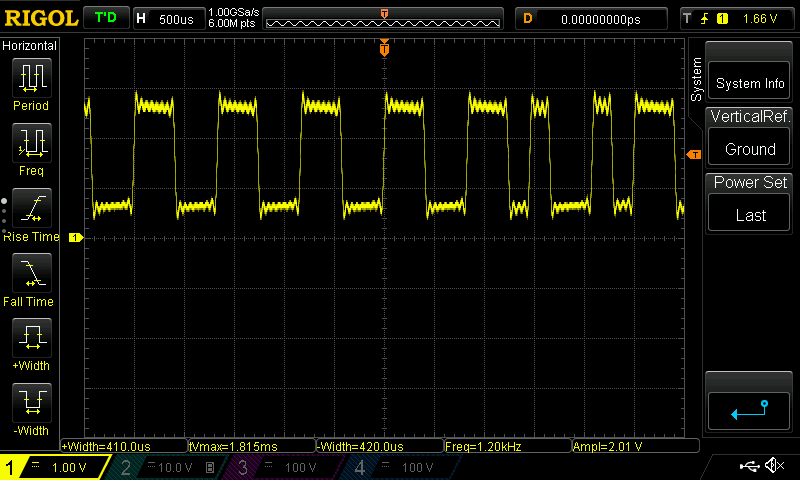 RIGOL T'D H 500us 1.00GSa/s 6.00M pts T D 0.00000000ps T 1 1.66 V
Horizontal
Period
Freq
Rise Time
Fall Time
+Width
-Width
T
T
1
System
System Info
VerticalRef.
Ground
Power Set
Last
+Width=410.0us tVmax=1.815ms -Width=420.0us Freq=1.20kHz Ampl=2.01 V
1 1.00 V 2 10.0 V B 3 100 V 4 100 V